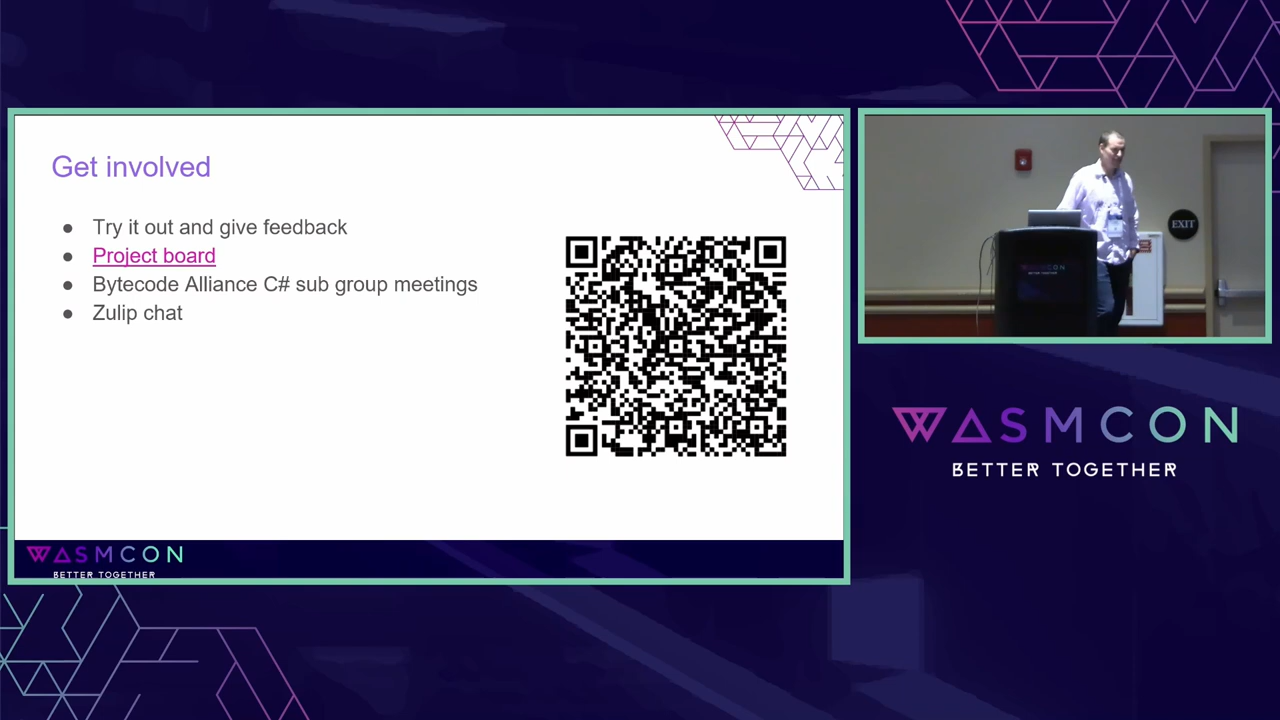 Get involved
● Try it out and give feedback
● Project board
● Bytecode Alliance C# sub group meetings
● Zulip chat
WASMCON
BETTER TOGETHER
EXIT
WASMCON
BETTER TOGETHER